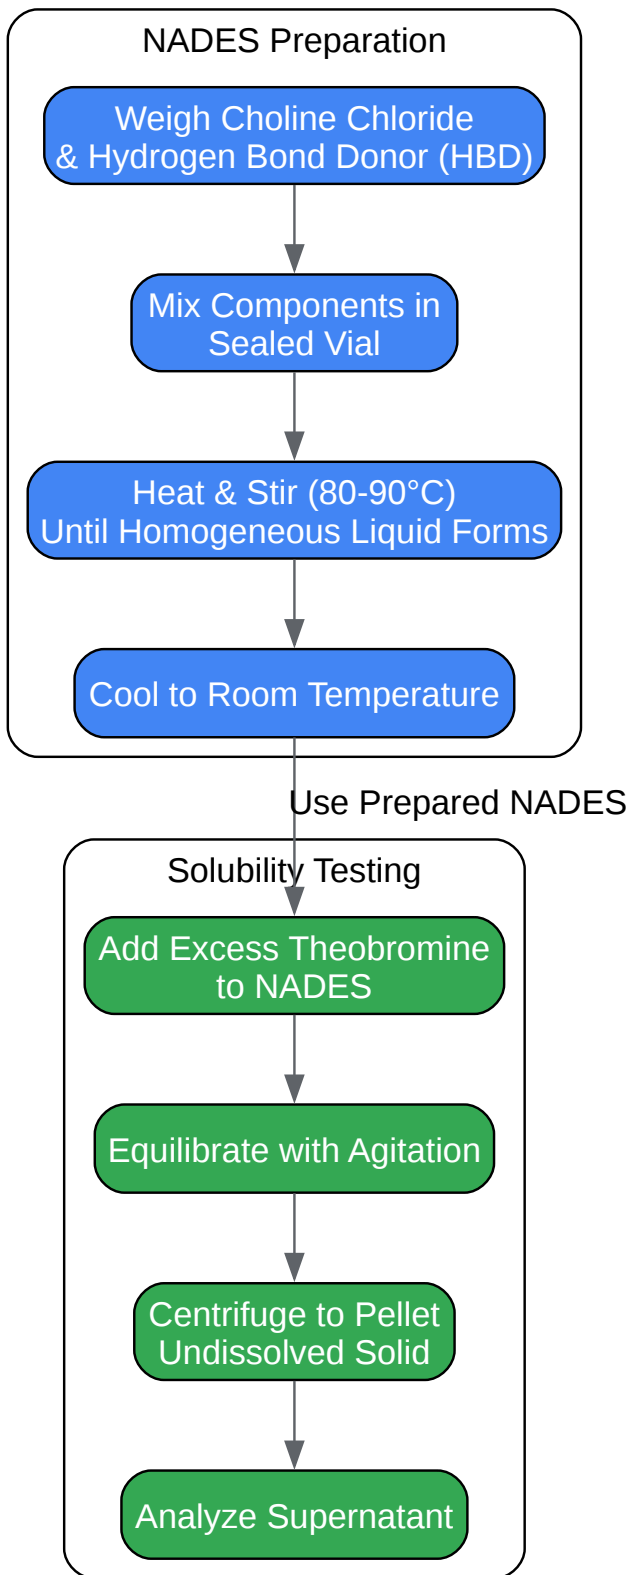 NADES Preparation
Weigh Choline Chloride
& Hydrogen Bond Donor (HBD)
Mix Components in
Sealed Vial
Heat & Stir (80-90°C)
Until Homogeneous Liquid Forms
Cool to Room Temperature
Use Prepared NADES
Solubility Testing
Add Excess Theobromine
to NADES
Equilibrate with Agitation
Centrifuge to Pellet
Undissolved Solid
Analyze Supernatant